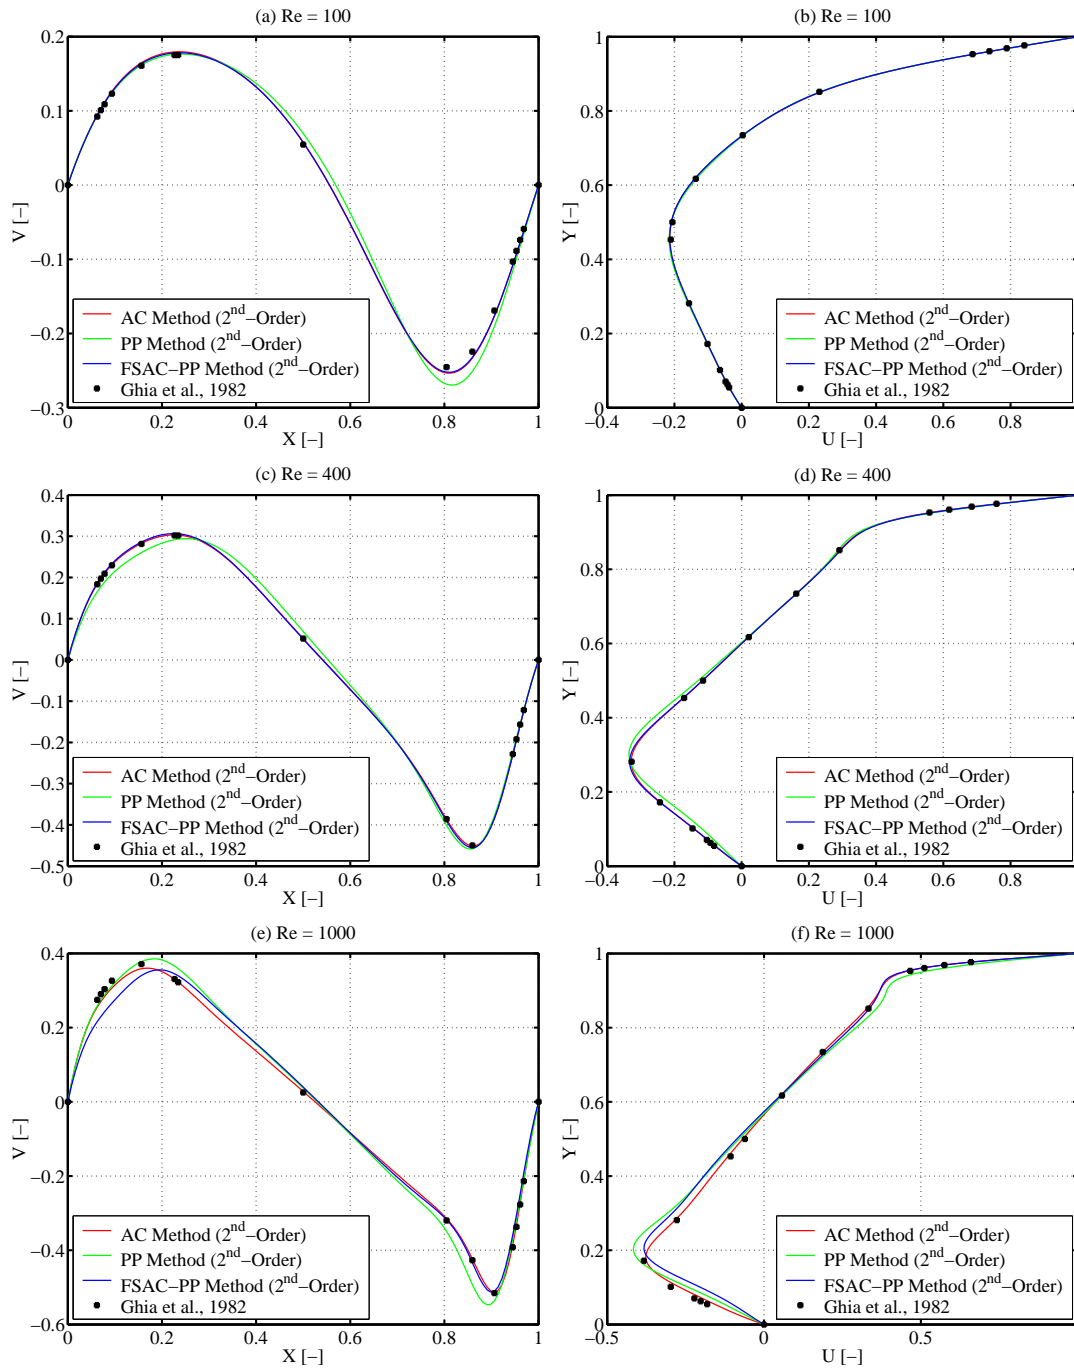 (a) Re = 100
0.2
0.1
0
−0.1
−0.2
−0.3
V [−]
0 0.2 0.4 0.6 0.8 1
X [−]
AC Method (2nd−Order)
PP Method (2nd−Order)
FSAC−PP Method (2nd−Order)
Ghia et al., 1982
(b) Re = 100
1
0.8
0.6
0.4
0.2
0
Y [−]
−0.4 −0.2 0 0.2 0.4 0.6 0.8
U [−]
AC Method (2nd−Order)
PP Method (2nd−Order)
FSAC−PP Method (2nd−Order)
Ghia et al., 1982
(c) Re = 400
0.4
0.3
0.2
0.1
0
−0.1
−0.2
−0.3
−0.4
−0.5
V [−]
0 0.2 0.4 0.6 0.8 1
X [−]
AC Method (2nd−Order)
PP Method (2nd−Order)
FSAC−PP Method (2nd−Order)
Ghia et al., 1982
(d) Re = 400
1
0.8
0.6
0.4
0.2
0
Y [−]
−0.4 −0.2 0 0.2 0.4 0.6 0.8
U [−]
AC Method (2nd−Order)
PP Method (2nd−Order)
FSAC−PP Method (2nd−Order)
Ghia et al., 1982
(e) Re = 1000
0.4
0.2
0
−0.2
−0.4
−0.6
V [−]
0 0.2 0.4 0.6 0.8 1
X [−]
AC Method (2nd−Order)
PP Method (2nd−Order)
FSAC−PP Method (2nd−Order)
Ghia et al., 1982
(f) Re = 1000
1
0.8
0.6
0.4
0.2
0
Y [−]
−0.5 0 0.5
U [−]
AC Method (2nd−Order)
PP Method (2nd−Order)
FSAC−PP Method (2nd−Order)
Ghia et al., 1982